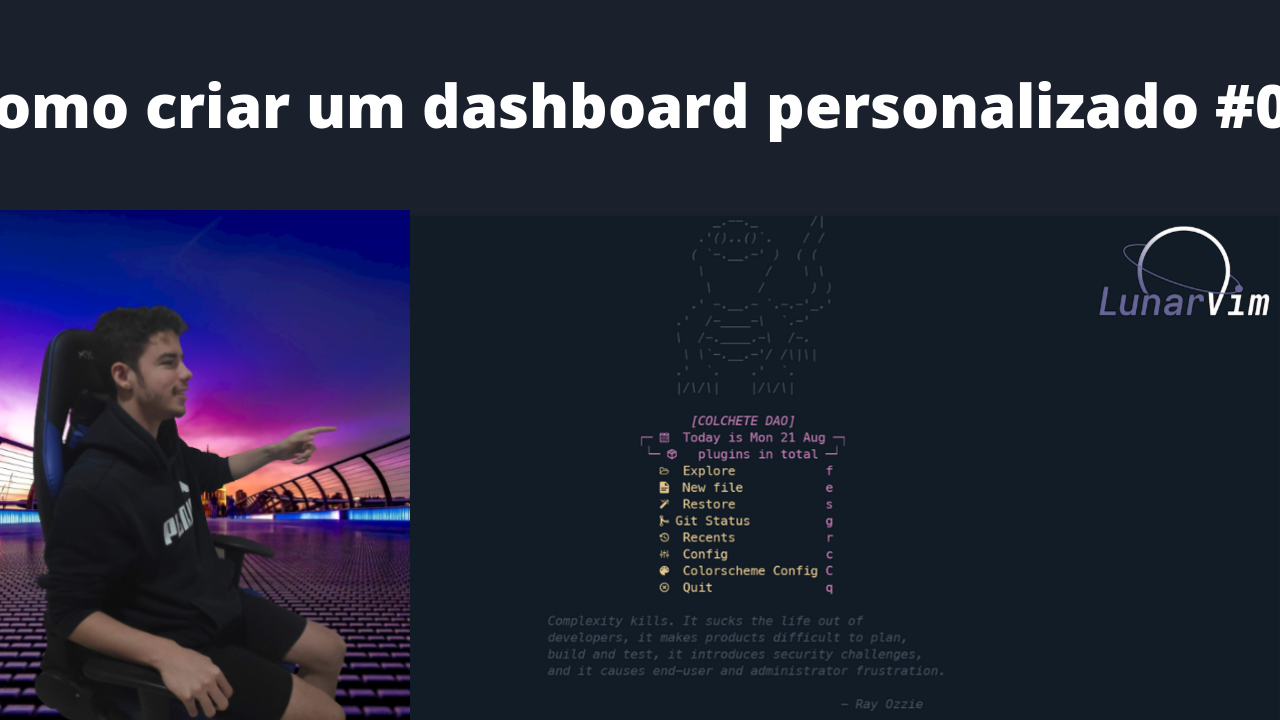 omo criar um dashboard personalizado #0
LunarVim
[COLCHETE DAO]
Today is Mon 21 Aug
plugins in total
Explore f
New file e
Restore s
Git Status g
Recents r
Config c
Colorscheme Config C
Quit q
Complexity kills. It sucks the life out of
developers, it makes products difficult to plan,
build and test, it introduces security challenges,
and it causes end-user and administrator frustration.
— Ray Ozzie